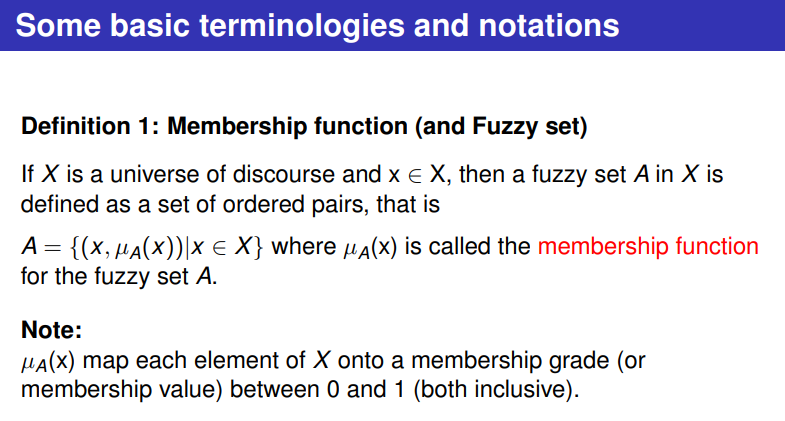 Some basic terminologies and notations
Definition 1: Membership function (and Fuzzy set)
If X is a universe of discourse and x ∈ X, then a fuzzy set A in X is
defined as a set of ordered pairs, that is
A = {(x, μA(x))|x ∈ X} where μA(x) is called the membership function
for the fuzzy set A.
Note:
μA(x) map each element of X onto a membership grade (or
membership value) between 0 and 1 (both inclusive).